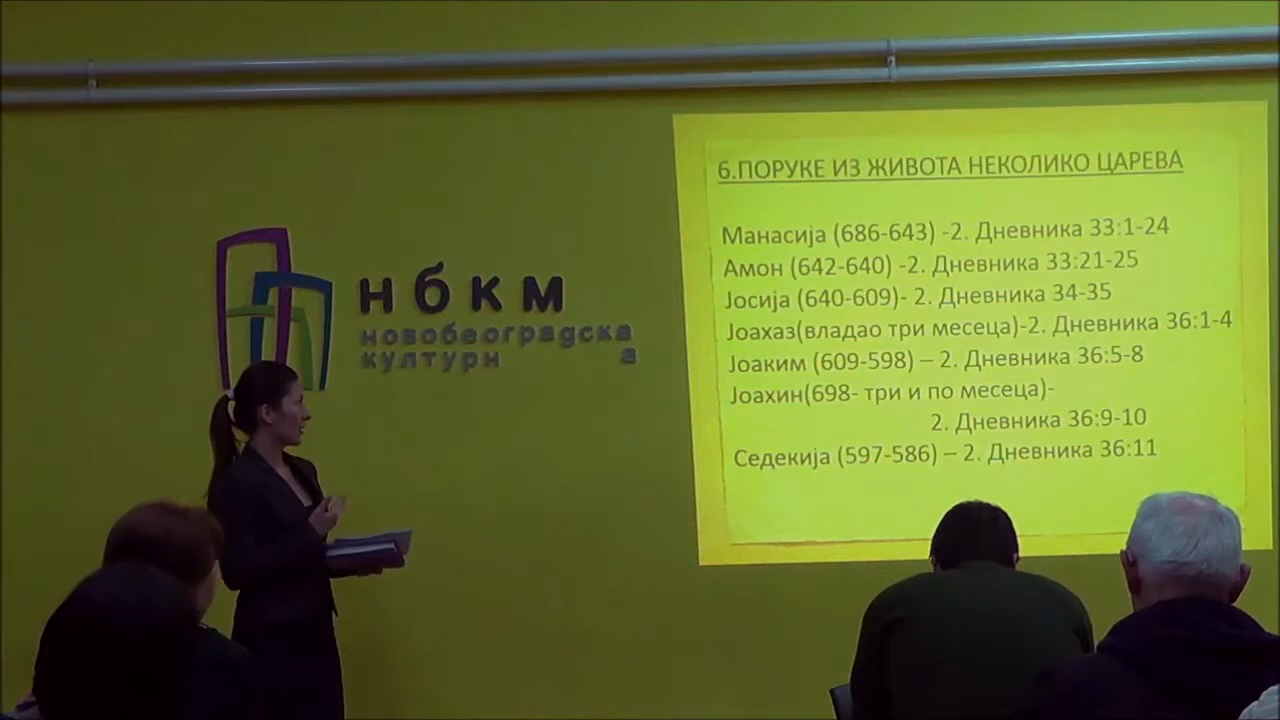 6.ПОРУКЕ ИЗ ЖИВОТА НЕКОЛИКО ЦАРЕВА
Манасија (686-643) -2. Дневника 33:1-24
Амон (642-640) -2. Дневника 33:21-25
Јосија (640-609)- 2. Дневника 34-35
Јоахаз(владао три месеца)-2. Дневника 36:1-4
Јоаким (609-598) – 2. Дневника 36:5-8
Јоахин(698- три и по месеца)-
2. Дневника 36:9-10
Седекија (597-586) – 2. Дневника 36:11
нбкм
новобеоградска
културн
а